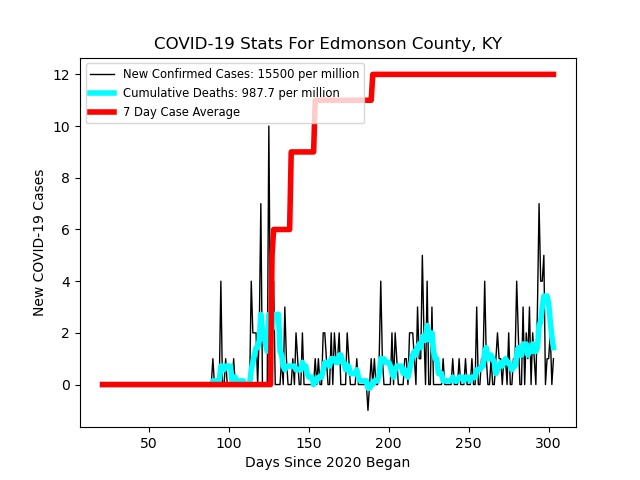 COVID-19 Stats For Edmonson County, KY
New Confirmed Cases: 15500 per million
Cumulative Deaths: 987.7 per million
7 Day Case Average
12
10
8
6
4
2
0
New COVID-19 Cases
50 100 150 200 250 300
Days Since 2020 Began